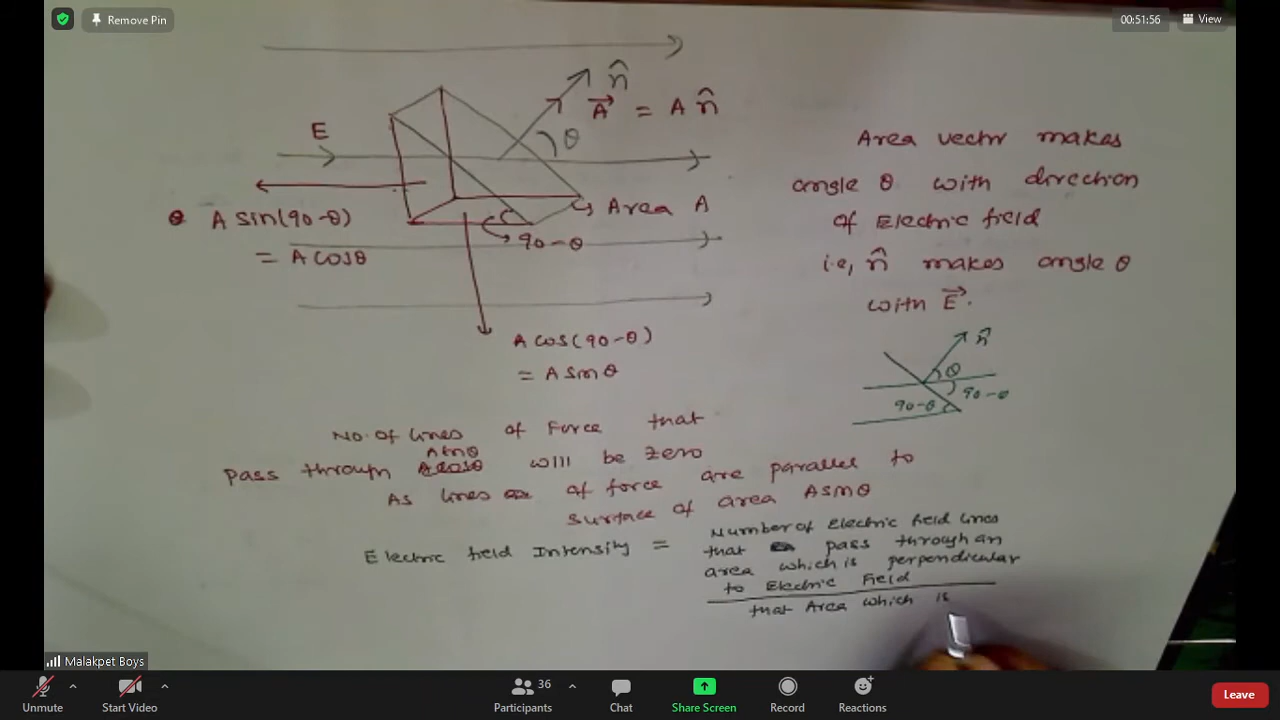 Remove Pin
00:51:56
View
n̂
A⃗ = A n̂
E
θ
Area vectr makes
angle θ with direction
of Electric field
i.e, n̂ makes angle θ
with E⃗.
A sin(90-θ)
= A cosθ
Area A
90-θ
A cos(90-θ)
= A sinθ
n̂
θ
90-θ
90-θ
No. of lines of Force that
Asinθ
pass through will be zero
As lines of force are parallel to
surface of area A sinθ
Electric field Intensity =
Number of Electric field lines
that pass through an
area which is perpendicular
to Electric Field
that Area which is
Malakpet Boys
Unmute
Start Video
36
Participants
Chat
Share Screen
Record
Reactions
Leave